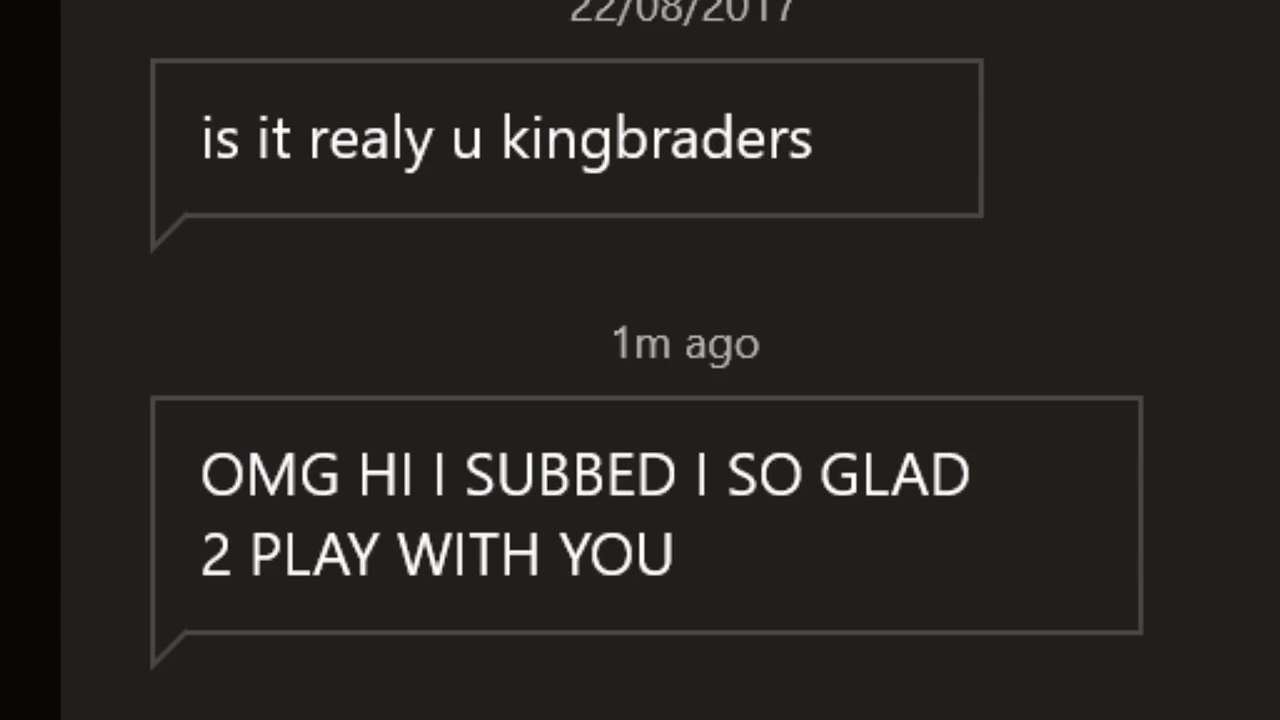 22/08/2017
is it realy u kingbraders
1m ago
OMG HI I SUBBED I SO GLAD
2 PLAY WITH YOU